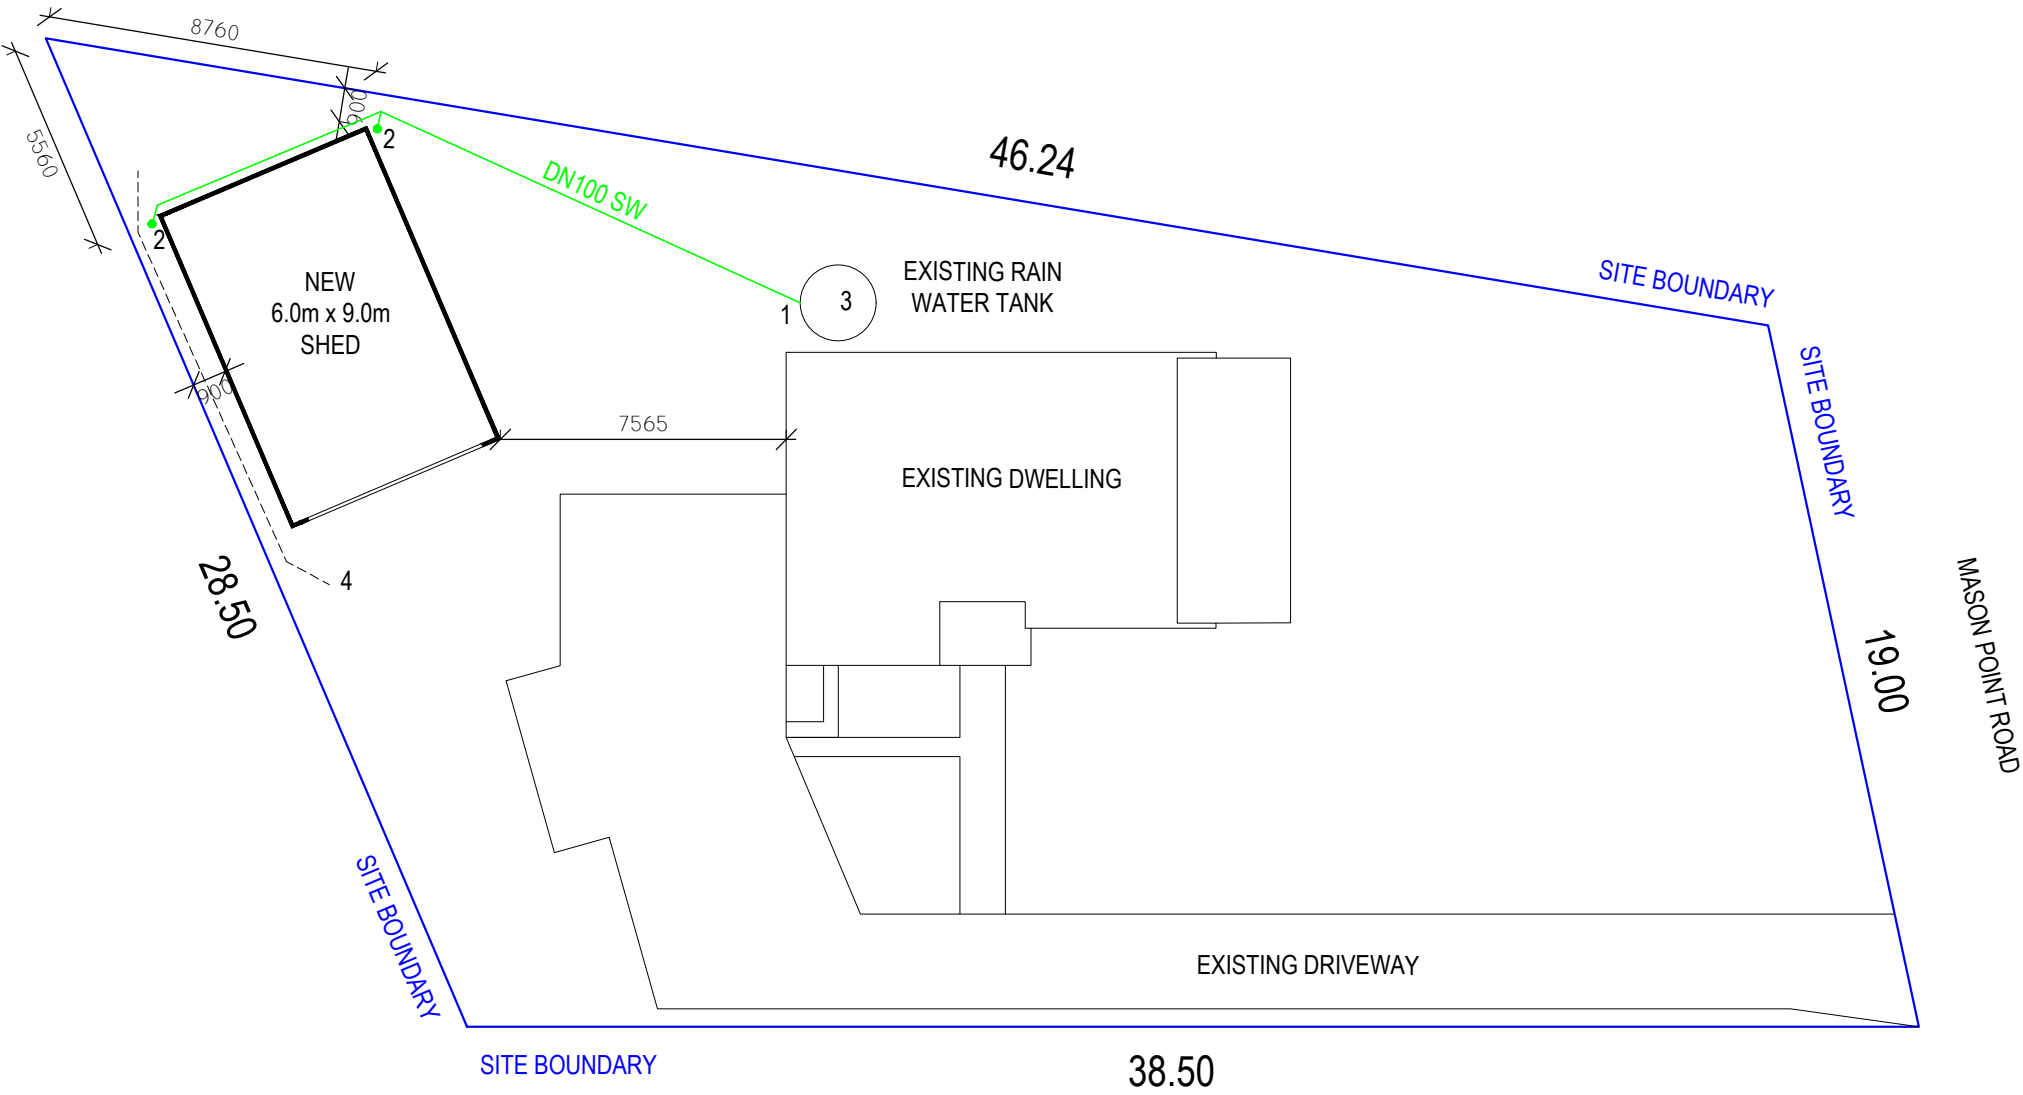 8760
5560
900
2
2
DN100 SW
46.24
NEW
6.0m x 9.0m
SHED
900
1
3
EXISTING RAIN
WATER TANK
SITE BOUNDARY
SITE BOUNDARY
7565
EXISTING DWELLING
4
28.50
19.00
MASON POINT ROAD
SITE BOUNDARY
EXISTING DRIVEWAY
SITE BOUNDARY
38.50